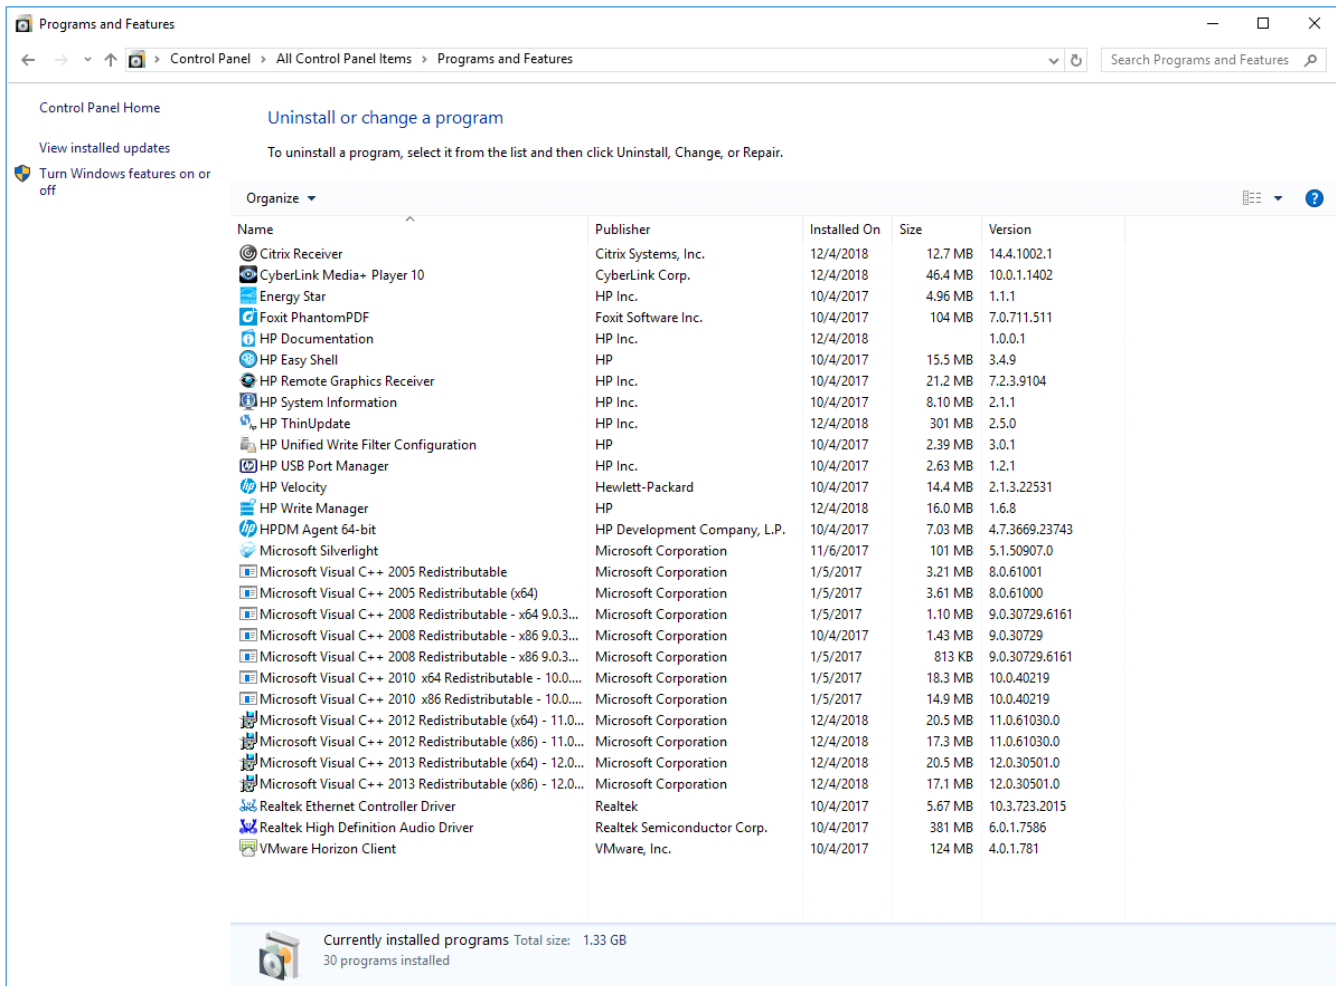 Programs and Features
Control Panel > All Control Panel Items > Programs and Features
Search Programs and Features
Control Panel Home
View installed updates
Turn Windows features on or
off
Uninstall or change a program
To uninstall a program, select it from the list and then click Uninstall, Change, or Repair.
Organize
Name Publisher Installed On Size Version
Citrix Receiver Citrix Systems, Inc. 12/4/2018 12.7 MB 14.4.1002.1
CyberLink Media+ Player 10 CyberLink Corp. 12/4/2018 46.4 MB 10.0.1.1402
Energy Star HP Inc. 10/4/2017 4.96 MB 1.1.1
Foxit PhantomPDF Foxit Software Inc. 10/4/2017 104 MB 7.0.711.511
HP Documentation HP Inc. 12/4/2018 1.0.0.1
HP Easy Shell HP 10/4/2017 15.5 MB 3.4.9
HP Remote Graphics Receiver HP Inc. 10/4/2017 21.2 MB 7.2.3.9104
HP System Information HP Inc. 10/4/2017 8.10 MB 2.1.1
HP ThinUpdate HP Inc. 12/4/2018 301 MB 2.5.0
HP Unified Write Filter Configuration HP 10/4/2017 2.39 MB 3.0.1
HP USB Port Manager HP Inc. 10/4/2017 2.63 MB 1.2.1
HP Velocity Hewlett-Packard 10/4/2017 14.4 MB 2.1.3.22531
HP Write Manager HP 12/4/2018 16.0 MB 1.6.8
HPDM Agent 64-bit HP Development Company, L.P. 10/4/2017 7.03 MB 4.7.3669.23743
Microsoft Silverlight Microsoft Corporation 11/6/2017 101 MB 5.1.50907.0
Microsoft Visual C++ 2005 Redistributable Microsoft Corporation 1/5/2017 3.21 MB 8.0.61001
Microsoft Visual C++ 2005 Redistributable (x64) Microsoft Corporation 1/5/2017 3.61 MB 8.0.61000
Microsoft Visual C++ 2008 Redistributable - x64 9.0.3... Microsoft Corporation 1/5/2017 1.10 MB 9.0.30729.6161
Microsoft Visual C++ 2008 Redistributable - x86 9.0.3... Microsoft Corporation 10/4/2017 1.43 MB 9.0.30729
Microsoft Visual C++ 2008 Redistributable - x86 9.0.3... Microsoft Corporation 1/5/2017 813 KB 9.0.30729.6161
Microsoft Visual C++ 2010 x64 Redistributable - 10.0.... Microsoft Corporation 1/5/2017 18.3 MB 10.0.40219
Microsoft Visual C++ 2010 x86 Redistributable - 10.0.... Microsoft Corporation 1/5/2017 14.9 MB 10.0.40219
Microsoft Visual C++ 2012 Redistributable (x64) - 11.0... Microsoft Corporation 12/4/2018 20.5 MB 11.0.61030.0
Microsoft Visual C++ 2012 Redistributable (x86) - 11.0... Microsoft Corporation 12/4/2018 17.3 MB 11.0.61030.0
Microsoft Visual C++ 2013 Redistributable (x64) - 12.0... Microsoft Corporation 12/4/2018 20.5 MB 12.0.30501.0
Microsoft Visual C++ 2013 Redistributable (x86) - 12.0... Microsoft Corporation 12/4/2018 17.1 MB 12.0.30501.0
Realtek Ethernet Controller Driver Realtek 10/4/2017 5.67 MB 10.3.723.2015
Realtek High Definition Audio Driver Realtek Semiconductor Corp. 10/4/2017 381 MB 6.0.1.7586
VMware Horizon Client VMware, Inc. 10/4/2017 124 MB 4.0.1.781
Currently installed programs Total size: 1.33 GB
30 programs installed